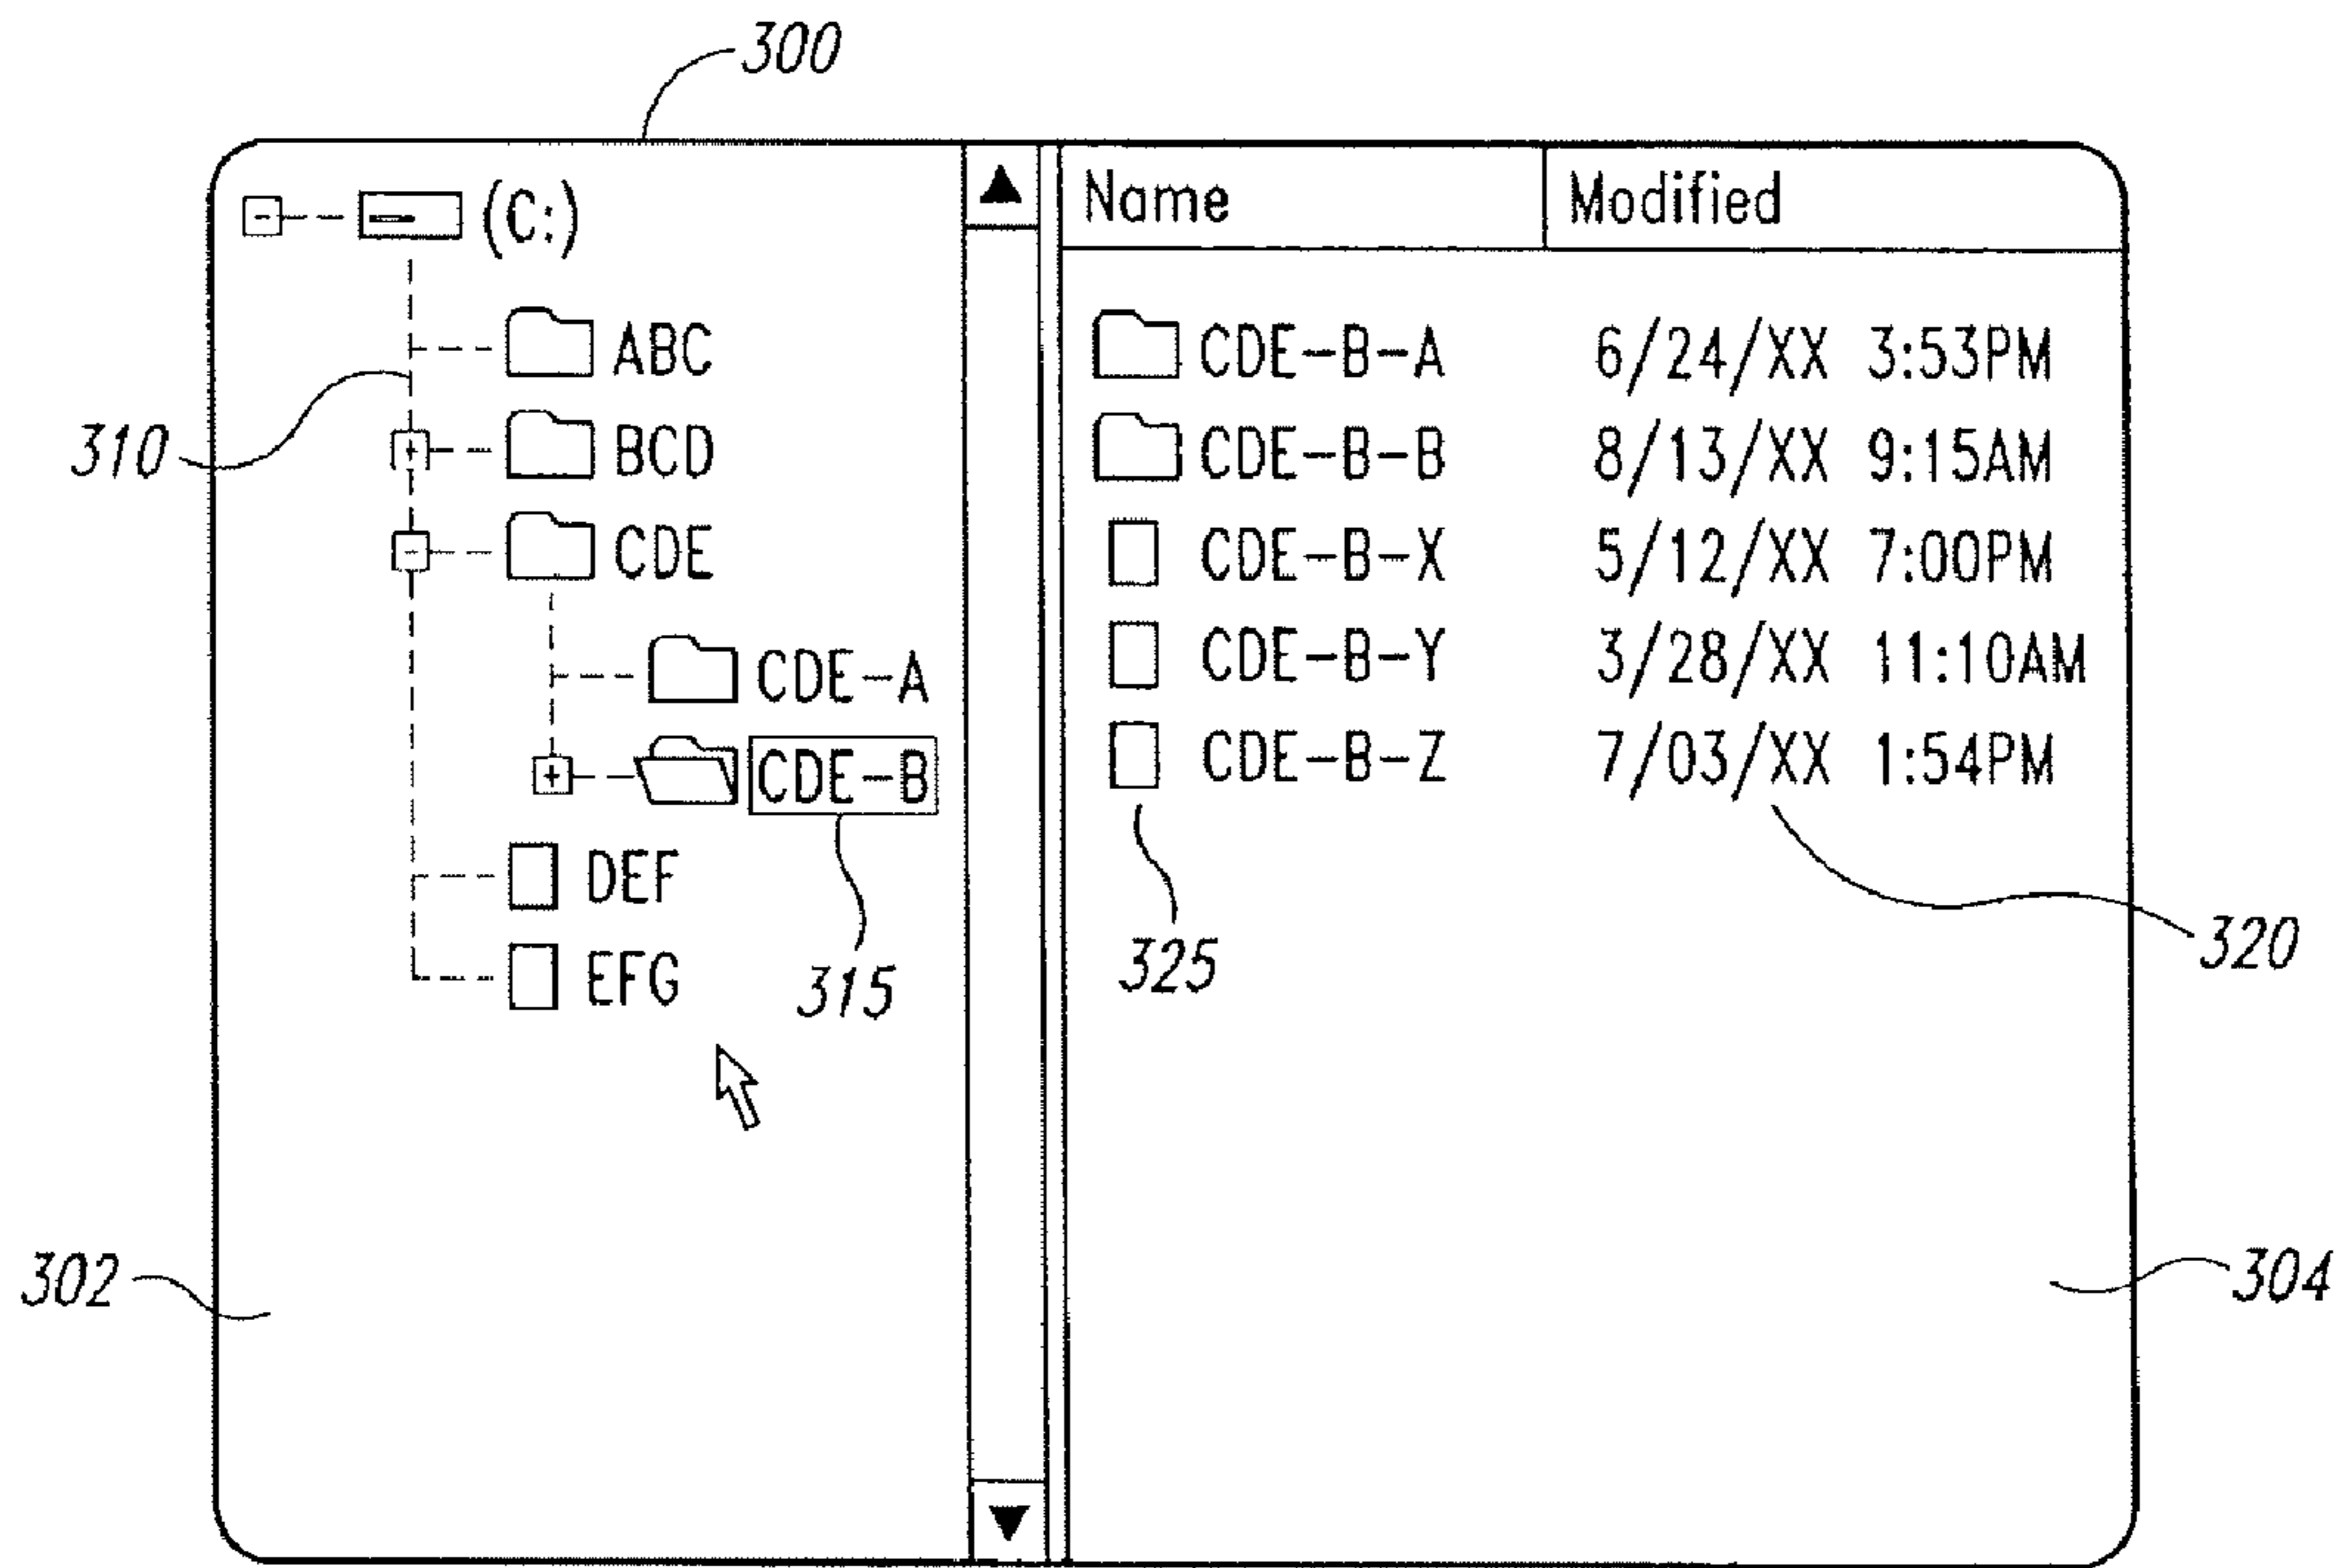 300
(C:)
Name Modified
ABC
CDE-B-A 6/24/XX 3:53PM
310
BCD
CDE-B-B 8/13/XX 9:15AM
CDE
CDE-B-X 5/12/XX 7:00PM
CDE-A
CDE-B-Y 3/28/XX 11:10AM
CDE-B
CDE-B-Z 7/03/XX 1:54PM
DEF
EFG
315
325
320
302
304